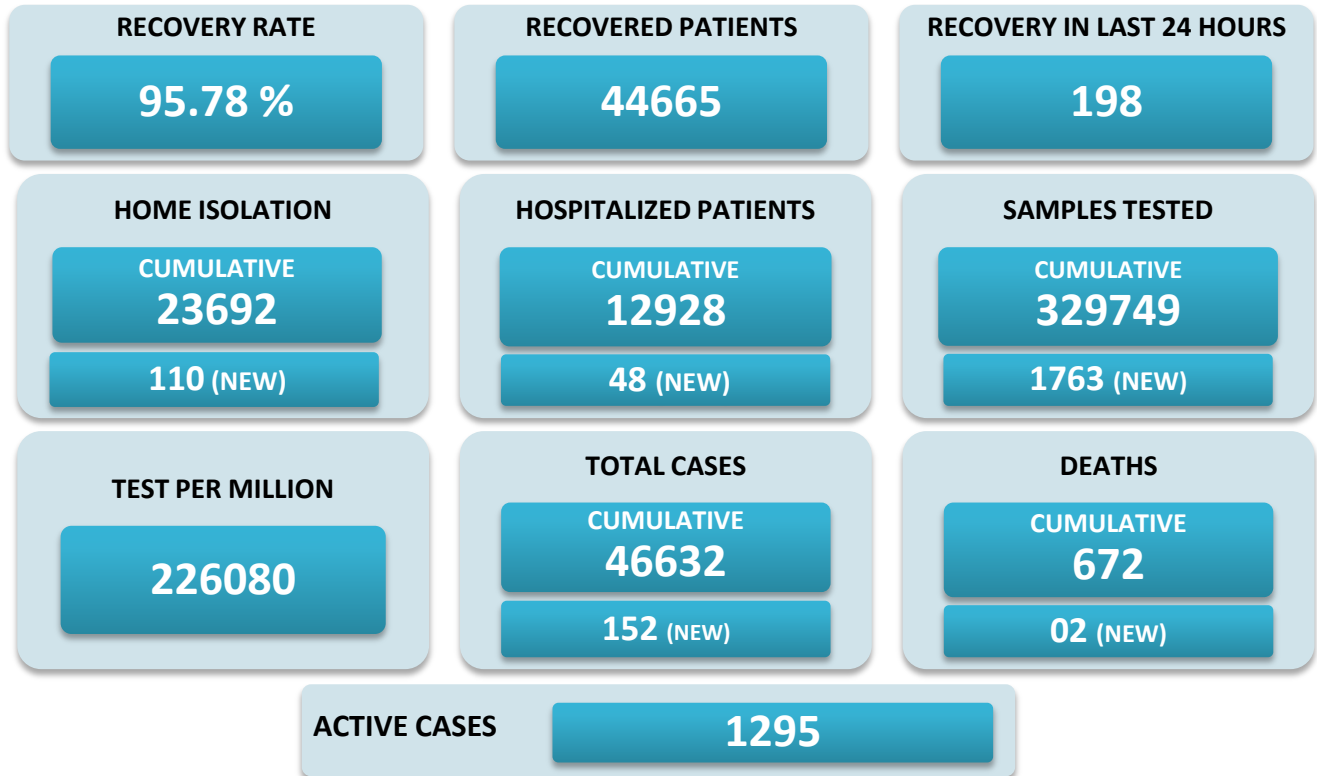 RECOVERY RATE
95.78 %
RECOVERED PATIENTS
44665
RECOVERY IN LAST 24 HOURS
198
HOME ISOLATION
CUMULATIVE
23692
110 (NEW)
HOSPITALIZED PATIENTS
CUMULATIVE
12928
48 (NEW)
SAMPLES TESTED
CUMULATIVE
329749
1763 (NEW)
TEST PER MILLION
226080
TOTAL CASES
CUMULATIVE
46632
152 (NEW)
DEATHS
CUMULATIVE
672
02 (NEW)
ACTIVE CASES
1295